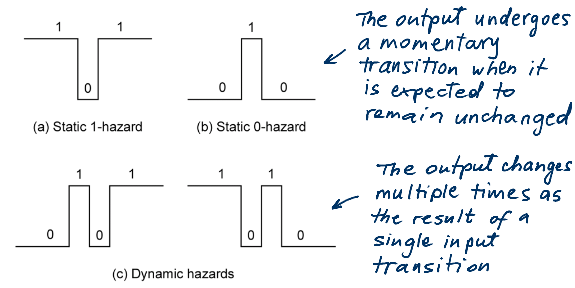 1 1
0
(a) Static 1-hazard
1
0 0
(b) Static 0-hazard
The output undergoes
a momentary
transition when it
is expected to
remain unchanged
1 1
0 0
1 1
0 0
(c) Dynamic hazards
The output changes
multiple times as
the result of a
single input
transition